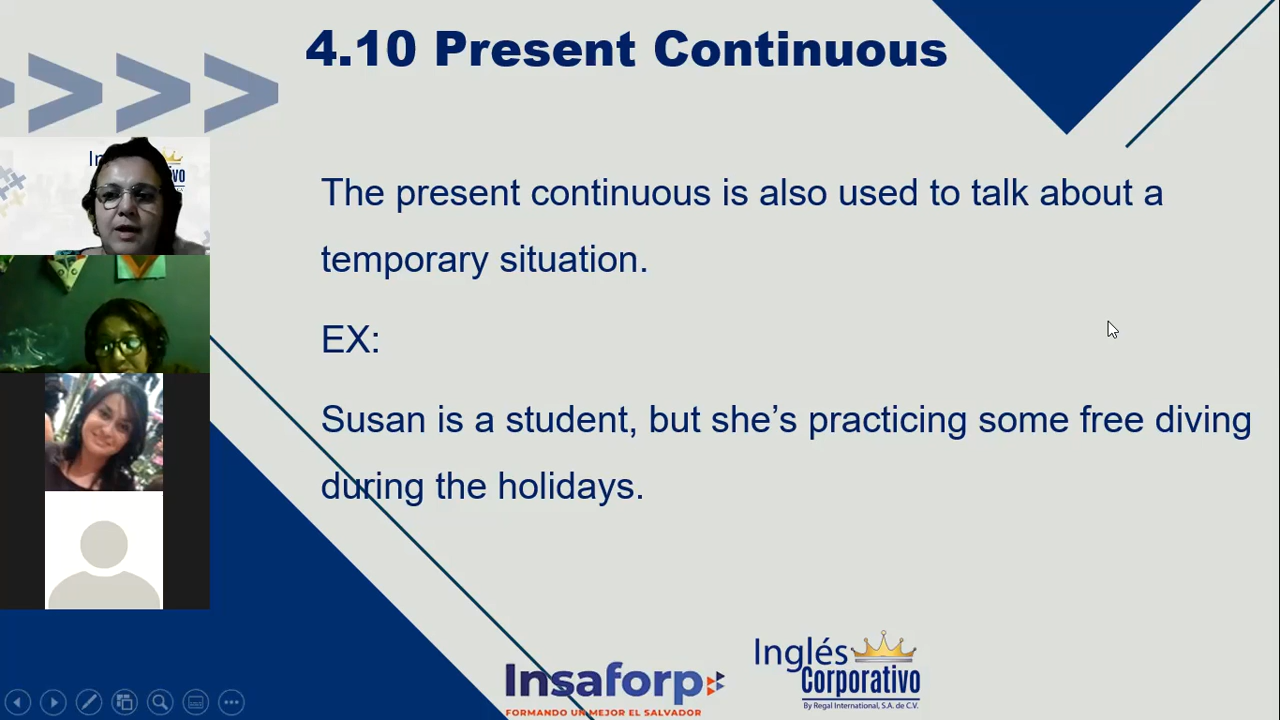 4.10 Present Continuous
The present continuous is also used to talk about a
temporary situation.
EX:
Susan is a student, but she’s practicing some free diving
during the holidays.
Insaforp
FORMANDO UN MEJOR EL SALVADOR
Inglés
Corporativo
By Regal International, S.A. de C.V.